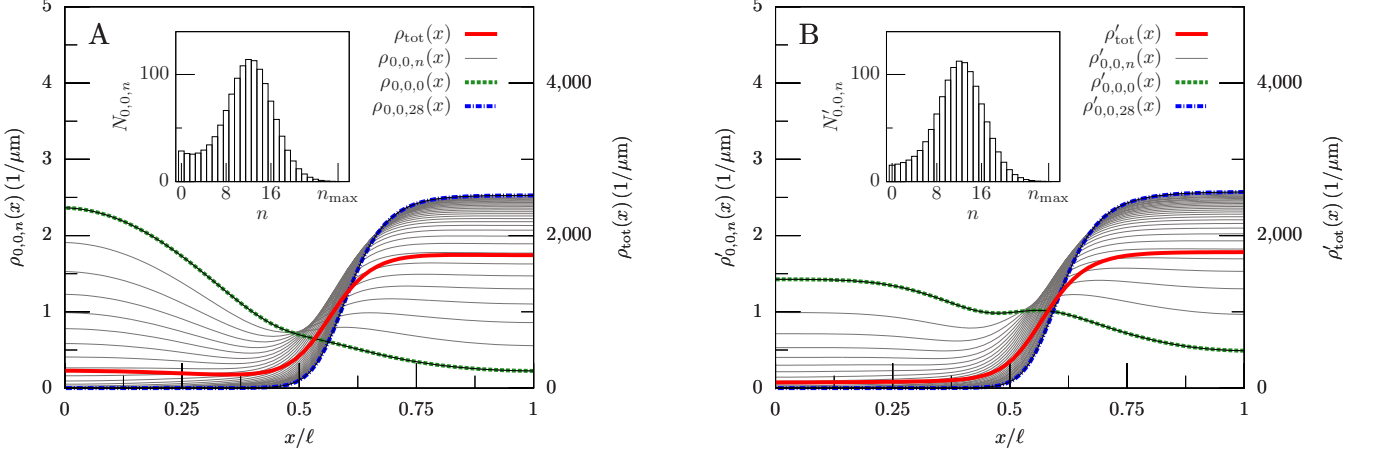 A
ρtot(x)
ρ0,0,n(x)
ρ0,0,0(x)
ρ0,0,28(x)
N0,0,n
100
0
0 8 16 nmax
n
ρ0,0,n(x) (1/μm)
5
4
3
2
1
0
4,000
2,000
0
ρtot(x) (1/μm)
0 0.25 0.5 0.75 1
x/ℓ
B
ρ′tot(x)
ρ′0,0,n(x)
ρ′0,0,0(x)
ρ′0,0,28(x)
N′0,0,n
100
0
0 8 16 nmax
n
ρ′0,0,n(x) (1/μm)
5
4
3
2
1
0
4,000
2,000
0
ρ′tot(x) (1/μm)
0 0.25 0.5 0.75 1
x/ℓ